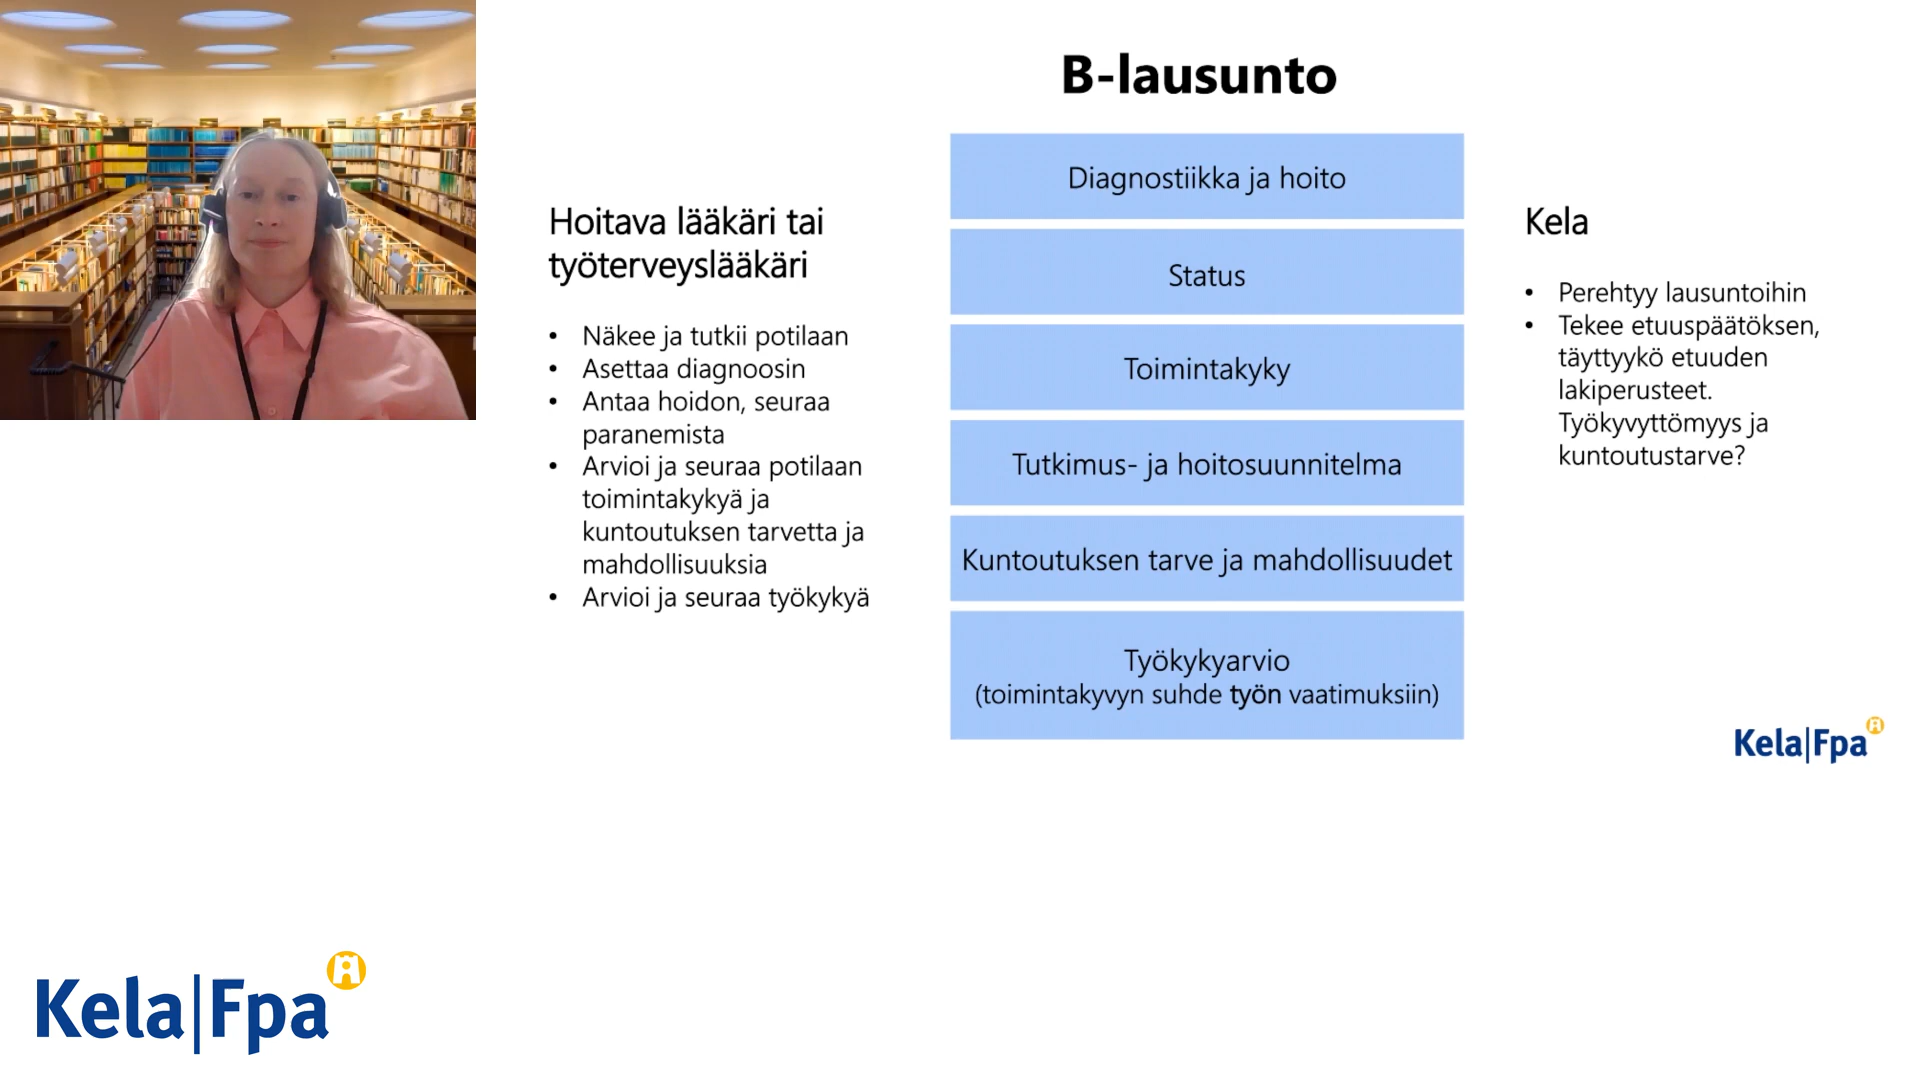 B-lausunto
Hoitava lääkäri tai
työterveyslääkäri
• Näkee ja tutkii potilaan
• Asettaa diagnoosin
• Antaa hoidon, seuraa
paranemista
• Arvioi ja seuraa potilaan
toimintakykyä ja
kuntoutuksen tarvetta ja
mahdollisuuksia
• Arvioi ja seuraa työkykyä
Diagnostiikka ja hoito
Status
Toimintakyky
Tutkimus- ja hoitosuunnitelma
Kuntoutuksen tarve ja mahdollisuudet
Työkykyarvio
(toimintakyvyn suhde työn vaatimuksiin)
Kela
• Perehtyy lausuntoihin
• Tekee etuuspäätöksen,
täyttyykö etuuden
lakiperusteet.
Työkyvyttömyys ja
kuntoutustarve?
Kela|Fpa
Kela|Fpa